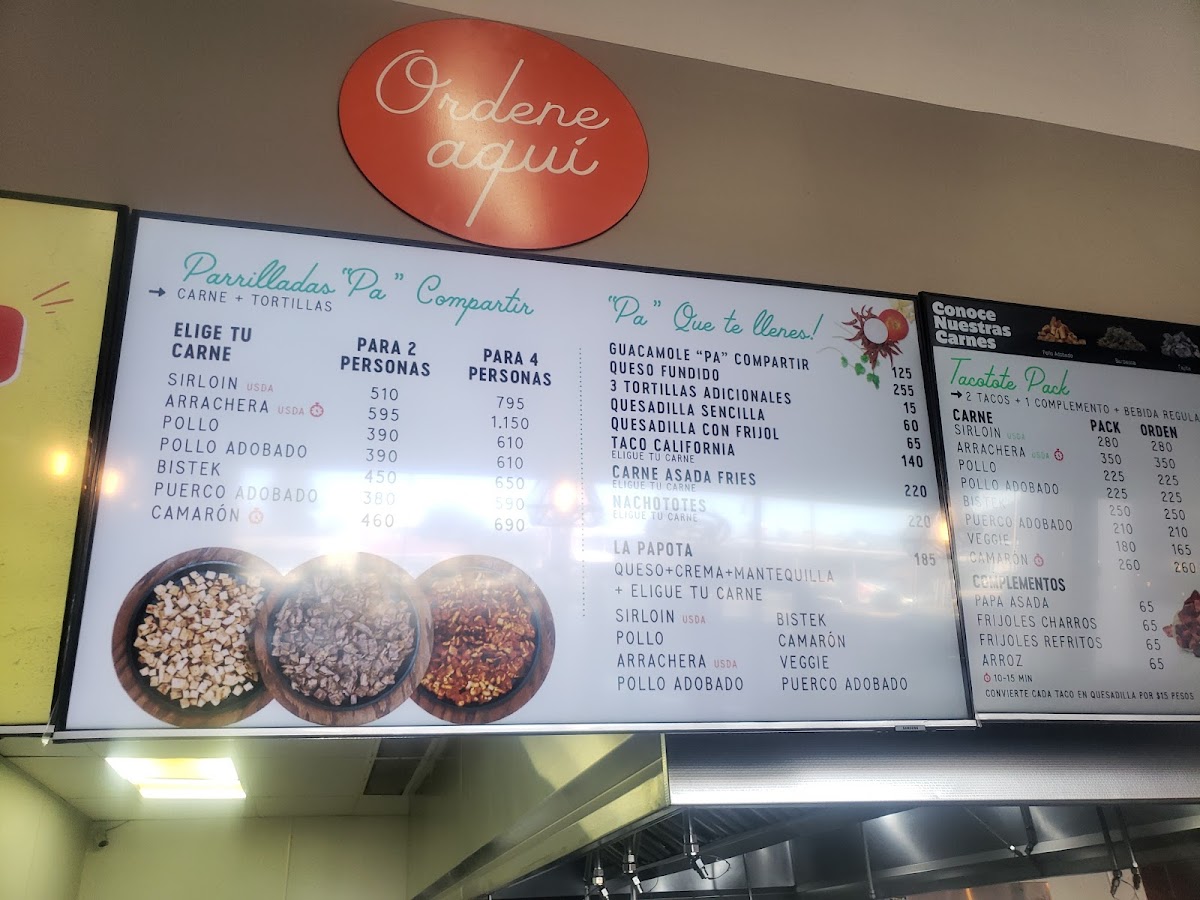 Ordene
aquí
Parrilladas "Pa" Compartir
→ CARNE + TORTILLAS
ELIGE TU CARNE PARA 2 PERSONAS PARA 4 PERSONAS
SIRLOIN USDA 510 795
ARRACHERA USDA 595 1.150
POLLO 390 610
POLLO ADOBADO 390 610
BISTEK 450 650
PUERCO ADOBADO 380 590
CAMARÓN 460 690
"Pa" Que te llenes!
GUACAMOLE "PA" COMPARTIR 125
QUESO FUNDIDO 255
3 TORTILLAS ADICIONALES 15
QUESADILLA SENCILLA 60
QUESADILLA CON FRIJOL 65
TACO CALIFORNIA 140
ELIGUE TU CARNE
CARNE ASADA FRIES 220
ELIGUE TU CARNE
NACHOTOTES 220
ELIGUE TU CARNE
LA PAPOTA 185
QUESO+CREMA+MANTEQUILLA
+ ELIGUE TU CARNE
SIRLOIN USDA BISTEK
POLLO CAMARÓN
ARRACHERA USDA VEGGIE
POLLO ADOBADO PUERCO ADOBADO
SAMSUNG
Conoce
Nuestras
Carnes
Pollo Adobado
Tacotote Pack
→ 2 TACOS + 1 COMPLEMENTO + BEBIDA REGULA
CARNE PACK ORDEN
SIRLOIN USDA 280 280
ARRACHERA USDA 350 350
POLLO 225 225
POLLO ADOBADO 225 225
BISTEK 250 250
PUERCO ADOBADO 210 210
VEGGIE 180 165
CAMARÓN 260 260
COMPLEMENTOS
PAPA ASADA 65
FRIJOLES CHARROS 65
FRIJOLES REFRITOS 65
ARROZ 65
10-15 MIN
CONVIERTE CADA TACO EN QUESADILLA POR $15 PESOS